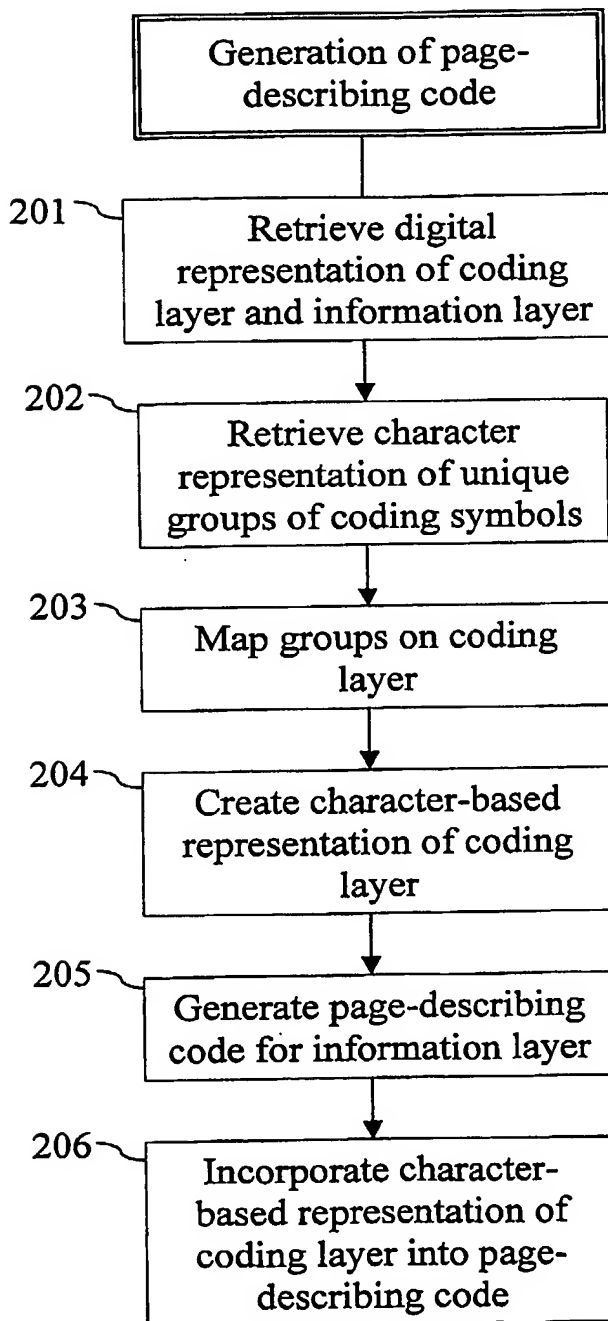 Generation of page-
describing code
201
Retrieve digital
representation of coding
layer and information layer
202
Retrieve character
representation of unique
groups of coding symbols
203
Map groups on coding
layer
204
Create character-based
representation of coding
layer
205
Generate page-describing
code for information layer
206
Incorporate character-
based representation of
coding layer into page-
describing code